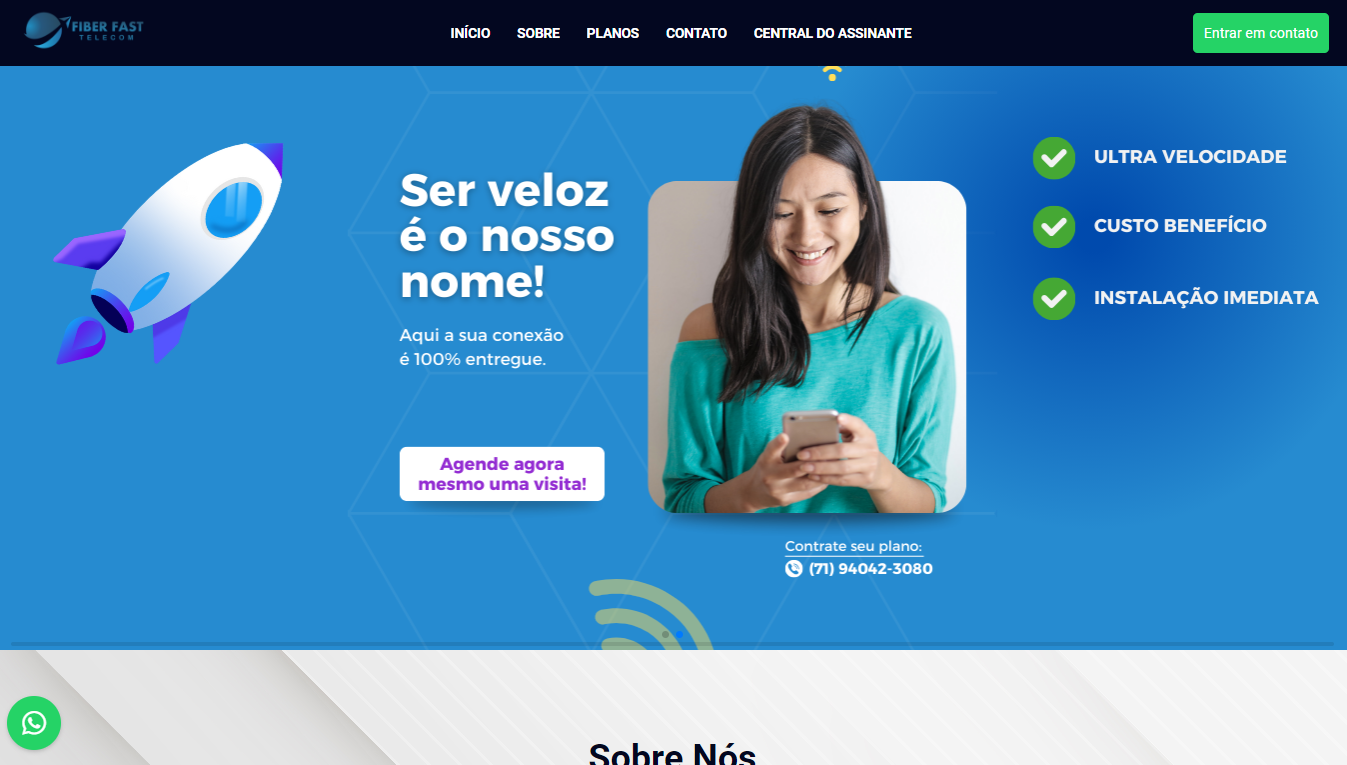 FIBER FAST
TELECOM
INÍCIO
SOBRE
PLANOS
CONTATO
CENTRAL DO ASSINANTE
Entrar em contato
Ser veloz
é o nosso
nome!
Aqui a sua conexão
é 100% entregue.
Agende agora
mesmo uma visita!
Contrate seu plano:
(71) 94042-3080
ULTRA VELOCIDADE
CUSTO BENEFÍCIO
INSTALAÇÃO IMEDIATA
Sobre Nós